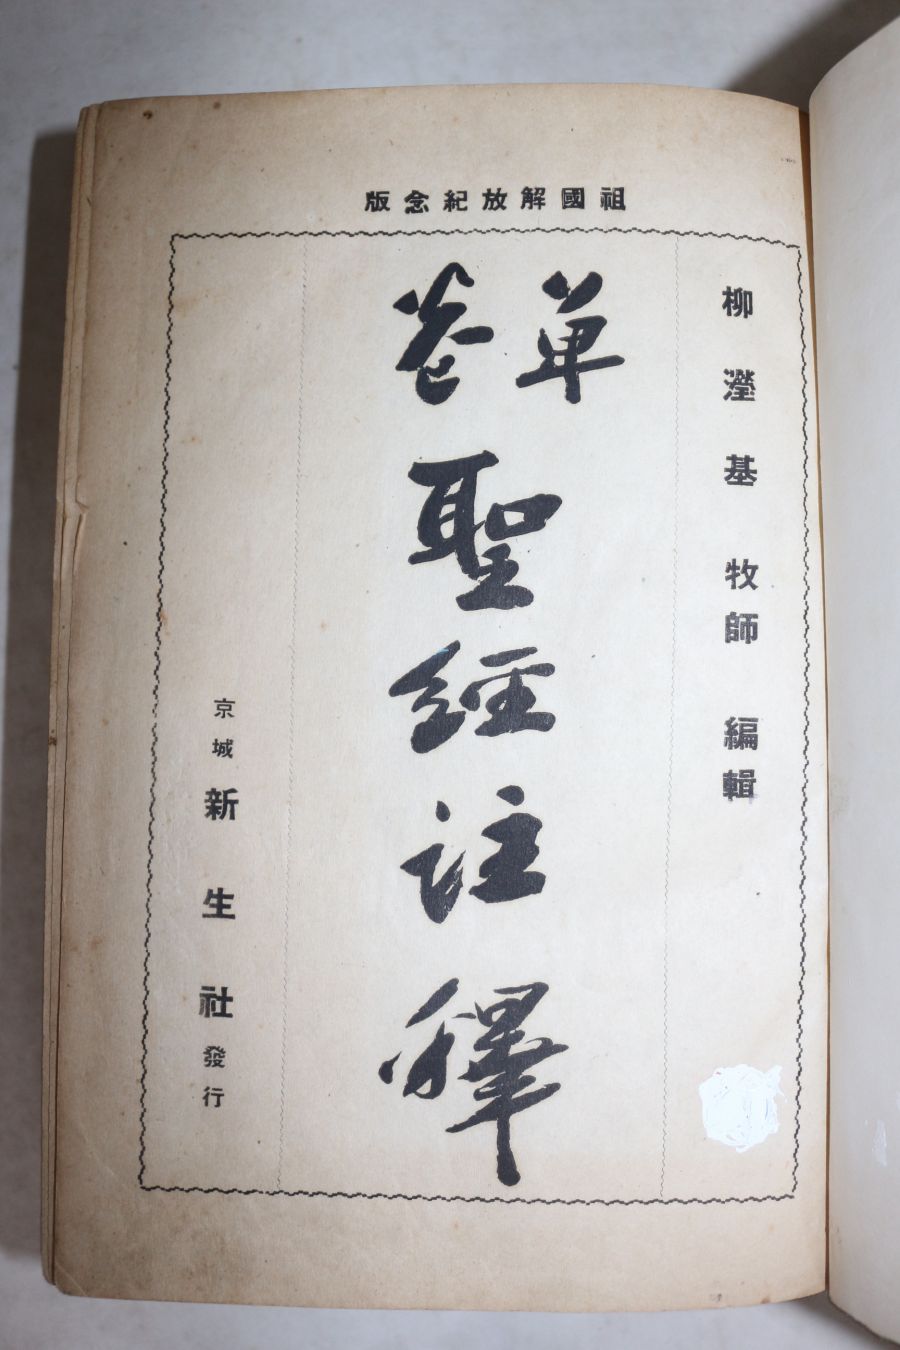 祖國解放紀念版
柳瀅基 牧師 編輯
單卷
聖經註釋
京城 新生社 發行